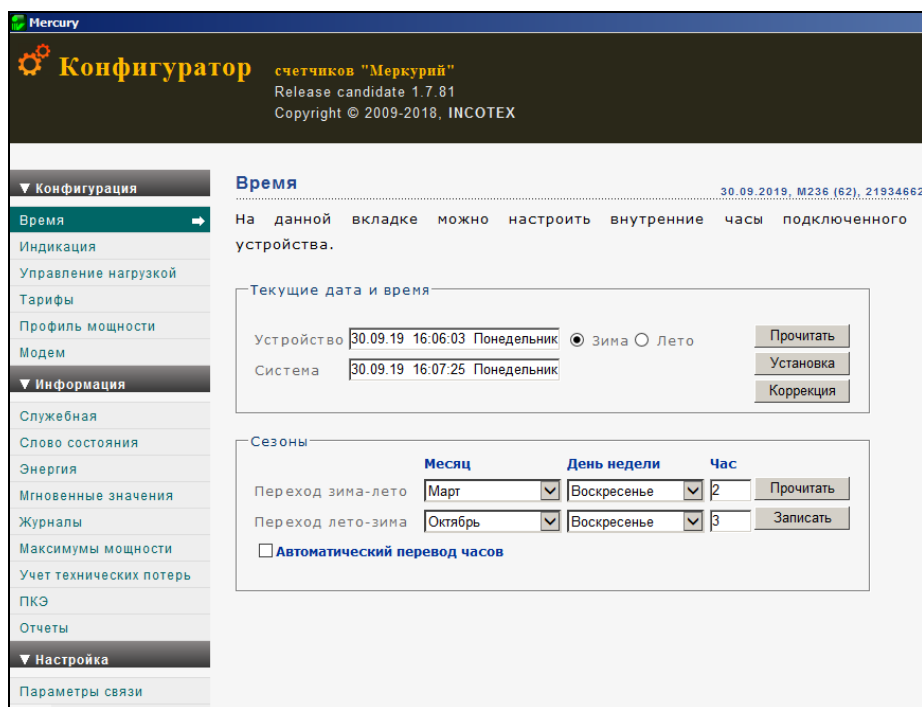 Mercury
Конфигуратор счетчиков "Меркурий"
Release candidate 1.7.81
Copyright © 2009-2018, INCOTEX
▼ Конфигурация
Время
Индикация
Управление нагрузкой
Тарифы
Профиль мощности
Модем
▼ Информация
Служебная
Слово состояния
Энергия
Мгновенные значения
Журналы
Максимумы мощности
Учет технических потерь
ПКЭ
Отчеты
▼ Настройка
Параметры связи
Время
30.09.2019, М236 (62), 21934662
На данной вкладке можно настроить внутренние часы подключенного
устройства.
Текущие дата и время
Устройство 30.09.19 16:06:03 Понедельник Зима Лето Прочитать
Система 30.09.19 16:07:25 Понедельник Установка
Коррекция
Сезоны
Месяц День недели Час
Переход зима-лето Март Воскресенье 2 Прочитать
Переход лето-зима Октябрь Воскресенье 3 Записать
Автоматический перевод часов